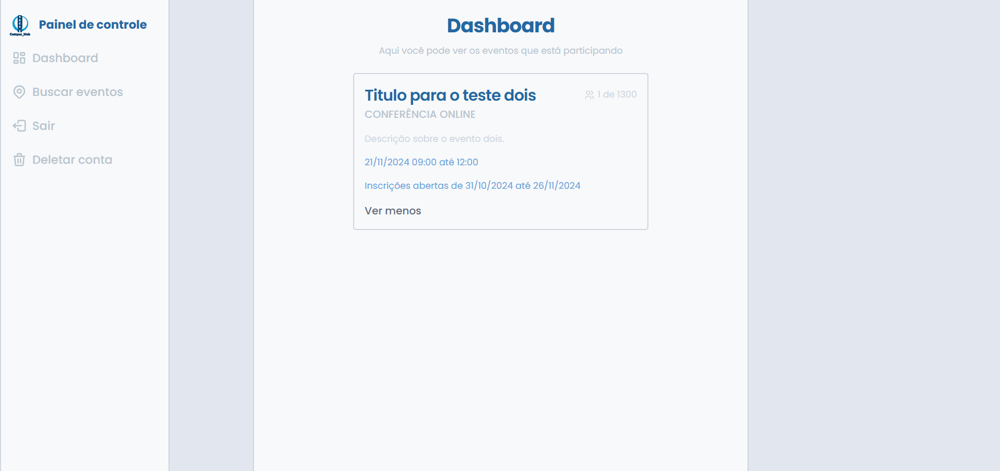 Campus_Hub
Painel de controle
Dashboard
Buscar eventos
Sair
Deletar conta
Dashboard
Aqui você pode ver os eventos que está participando
Titulo para o teste dois
1 de 1300
CONFERÊNCIA ONLINE
Descrição sobre o evento dois.
21/11/2024 09:00 até 12:00
Inscrições abertas de 31/10/2024 até 26/11/2024
Ver menos